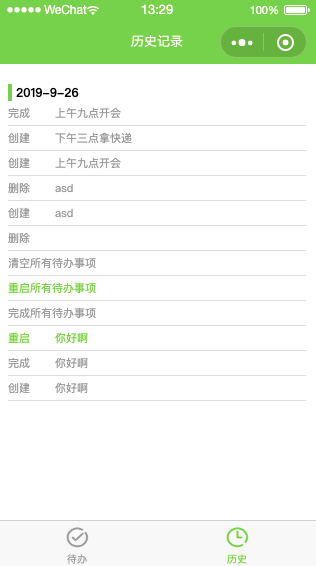 WeChat 13:29 100%
历史记录
2019-9-26
完成 上午九点开会
创建 下午三点拿快递
创建 上午九点开会
删除 asd
创建 asd
删除
清空所有待办事项
重启所有待办事项
完成所有待办事项
重启 你好啊
完成 你好啊
创建 你好啊
待办 历史